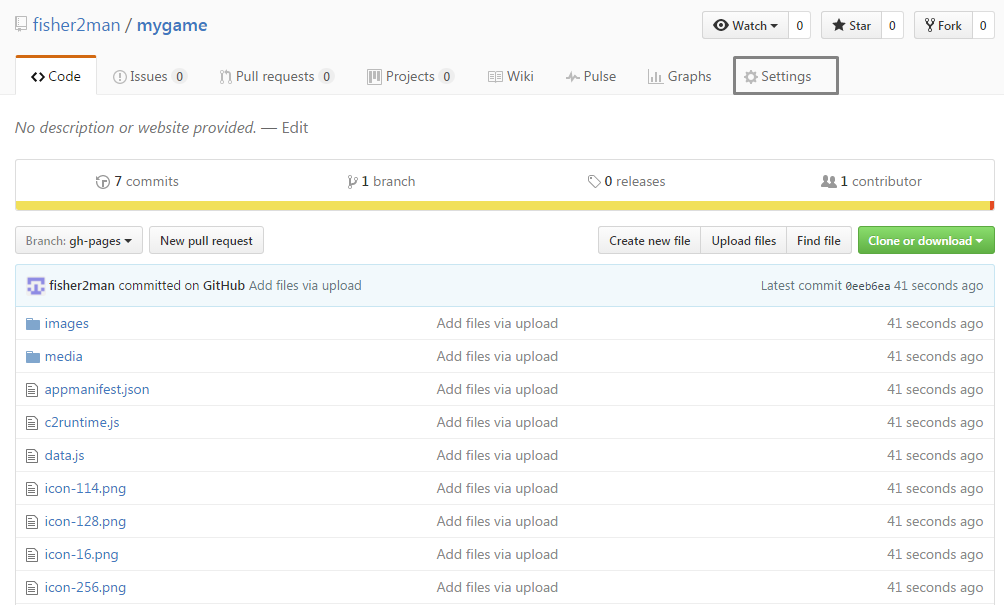 fisher2man / mygame Watch 0 Star 0 Fork 0
Code Issues 0 Pull requests 0 Projects 0 Wiki Pulse Graphs Settings
No description or website provided. — Edit
7 commits 1 branch 0 releases 1 contributor
Branch: gh-pages New pull request Create new file Upload files Find file Clone or download
fisher2man committed on GitHub Add files via upload Latest commit 0eeb6ea 41 seconds ago
images Add files via upload 41 seconds ago
media Add files via upload 41 seconds ago
appmanifest.json Add files via upload 41 seconds ago
c2runtime.js Add files via upload 41 seconds ago
data.js Add files via upload 41 seconds ago
icon-114.png Add files via upload 41 seconds ago
icon-128.png Add files via upload 41 seconds ago
icon-16.png Add files via upload 41 seconds ago
icon-256.png Add files via upload 41 seconds ago